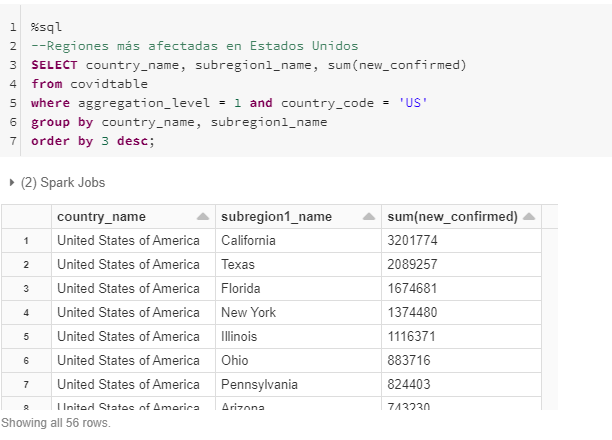 1 %sql
2 --Regiones más afectadas en Estados Unidos
3 SELECT country_name, subregion1_name, sum(new_confirmed)
4 from covidtable
5 where aggregation_level = 1 and country_code = 'US'
6 group by country_name, subregion1_name
7 order by 3 desc;
(2) Spark Jobs
country_name subregion1_name sum(new_confirmed)
1 United States of America California 3201774
2 United States of America Texas 2089257
3 United States of America Florida 1674681
4 United States of America New York 1374480
5 United States of America Illinois 1116371
6 United States of America Ohio 883716
7 United States of America Pennsylvania 824403
8 United States of America Arizona 743230
Showing all 56 rows.